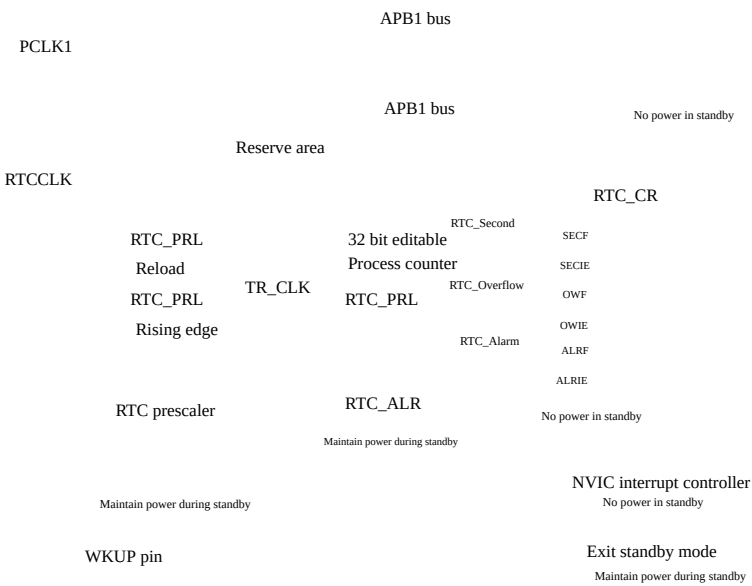 APB1 bus
PCLK1
APB1 bus
No power in standby
Reserve area
RTCCLK
RTC_CR
RTC_Second
RTC_PRL
32 bit editable
SECF
Reload
Process counter
SECIE
RTC_PRL
TR_CLK
RTC_PRL
RTC_Overflow
OWF
Rising edge
OWIE
RTC_Alarm
ALRF
ALRIE
RTC prescaler
RTC_ALR
No power in standby
Maintain power during standby
NVIC interrupt controller
Maintain power during standby
No power in standby
WKUP pin
Exit standby mode
Maintain power during standby